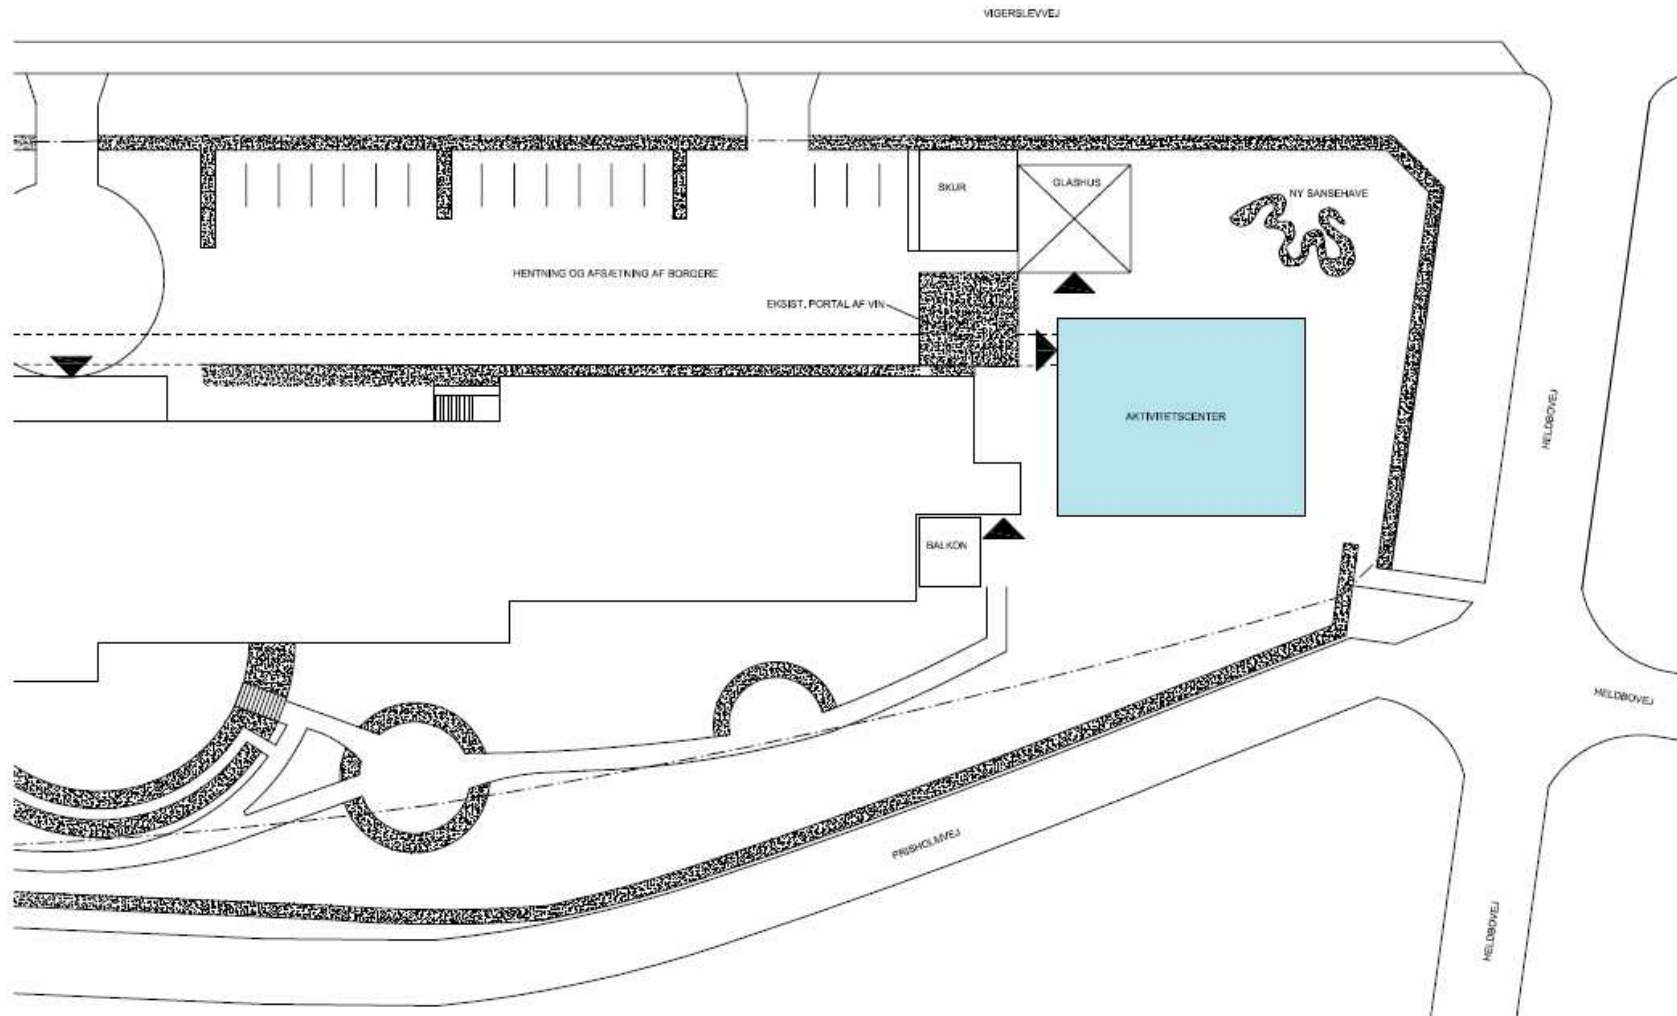 VIGERSLEVVEJ
SKUR
GLASHUS
NY SANSEHAVE
HENTNING OG AFSÆTNING AF BORGERE
EKSIST. PORTAL AF VIN
AKTIVITETSCENTER
HELDBOVEJ
BALKON
HELDBOVEJ
PRISHOLMVEJ
HELDBOVEJ